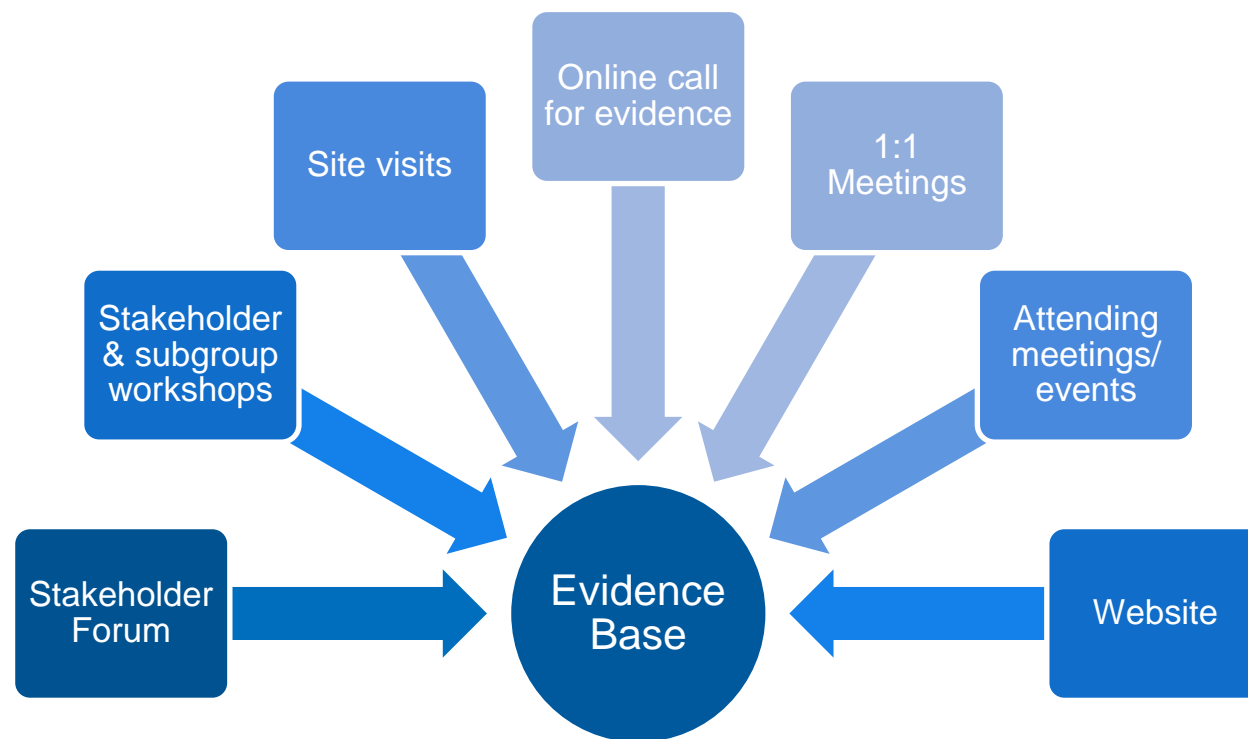 Online call
for evidence
Site visits
1:1
Meetings
Stakeholder
& subgroup
workshops
Attending
meetings/
events
Stakeholder
Forum
Evidence
Base
Website